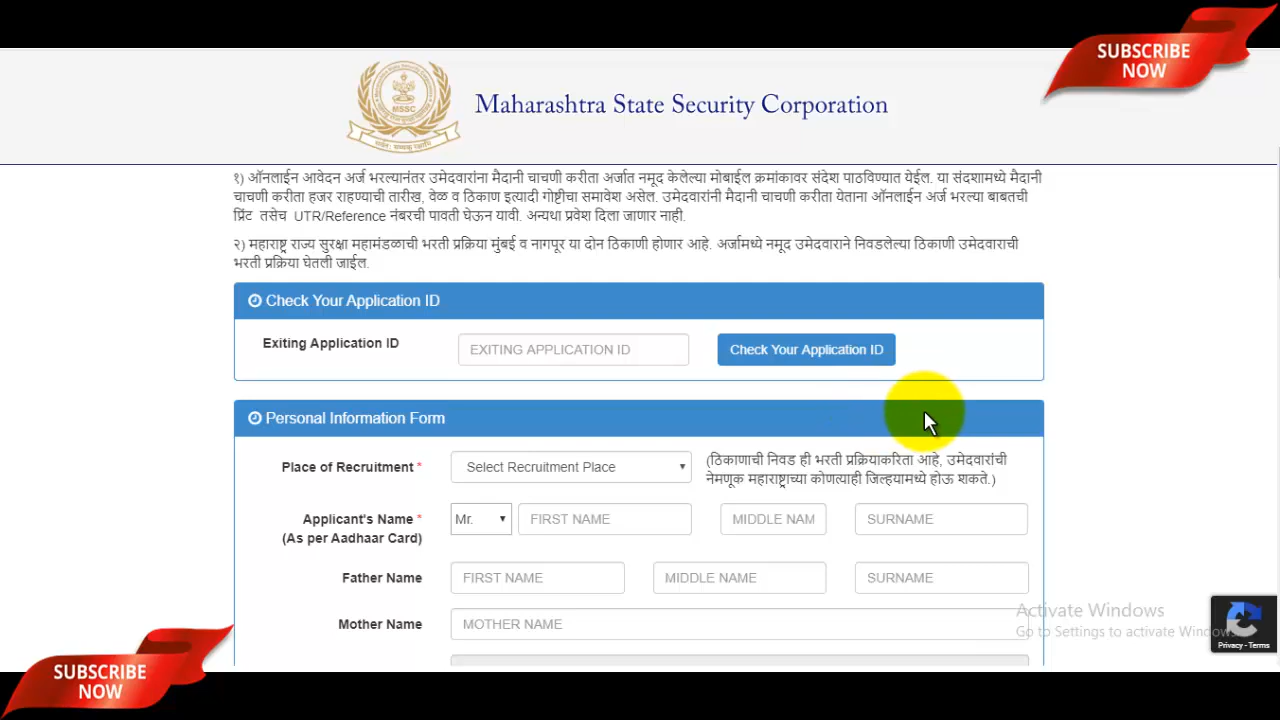 SUBSCRIBE
NOW
MSSC
Maharashtra State Security Corporation
१) ऑनलाईन आवेदन अर्ज भरल्यानंतर उमेदवारांना मैदानी चाचणी करीता अर्जात नमूद केलेल्या मोबाईल क्रमांकावर संदेश पाठविण्यात येईल. या संदशामध्ये मैदानी
चाचणी करीता हजर राहण्याची तारीख, वेळ व ठिकाण इत्यादी गोष्टीचा समावेश असेल. उमेदवारांनी मैदानी चाचणी करीता येताना ऑनलाईन अर्ज भरल्या बाबतची
प्रिंट तसेच UTR/Reference नंबरची पावती घेऊन यावी. अन्यथा प्रवेश दिला जाणार नाही.
२) महाराष्ट्र राज्य सुरक्षा महामंडळाची भरती प्रक्रिया मुंबई व नागपूर या दोन ठिकाणी होणार आहे. अर्जामध्ये नमूद उमेदवाराने निवडलेल्या ठिकाणी उमेदवाराची
भरती प्रक्रिया घेतली जाईल.
Check Your Application ID
Exiting Application ID EXITING APPLICATION ID Check Your Application ID
Personal Information Form
Place of Recruitment * Select Recruitment Place (ठिकाणाची निवड ही भरती प्रक्रियाकरिता आहे, उमेदवारांची
नेमणूक महाराष्ट्राच्या कोणत्याही जिल्हयामध्ये होऊ शकते.)
Applicant's Name * Mr. FIRST NAME MIDDLE NAM SURNAME
(As per Aadhaar Card)
Father Name FIRST NAME MIDDLE NAME SURNAME
Mother Name MOTHER NAME
Activate Windows
Go to Settings to activate Windows
Privacy - Terms
SUBSCRIBE
NOW